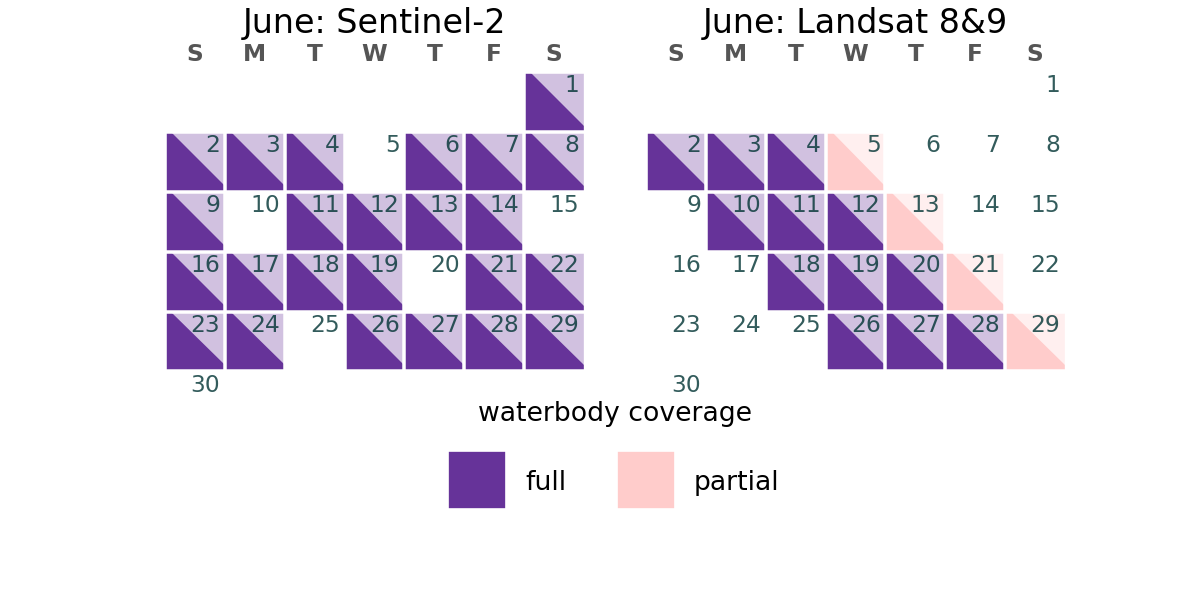 June: Sentinel-2
S M T W T F S
1
2 3 4 5 6 7 8
9 10 11 12 13 14 15
16 17 18 19 20 21 22
23 24 25 26 27 28 29
30
June: Landsat 8&9
S M T W T F S
1
2 3 4 5 6 7 8
9 10 11 12 13 14 15
16 17 18 19 20 21 22
23 24 25 26 27 28 29
30
waterbody coverage
full partial